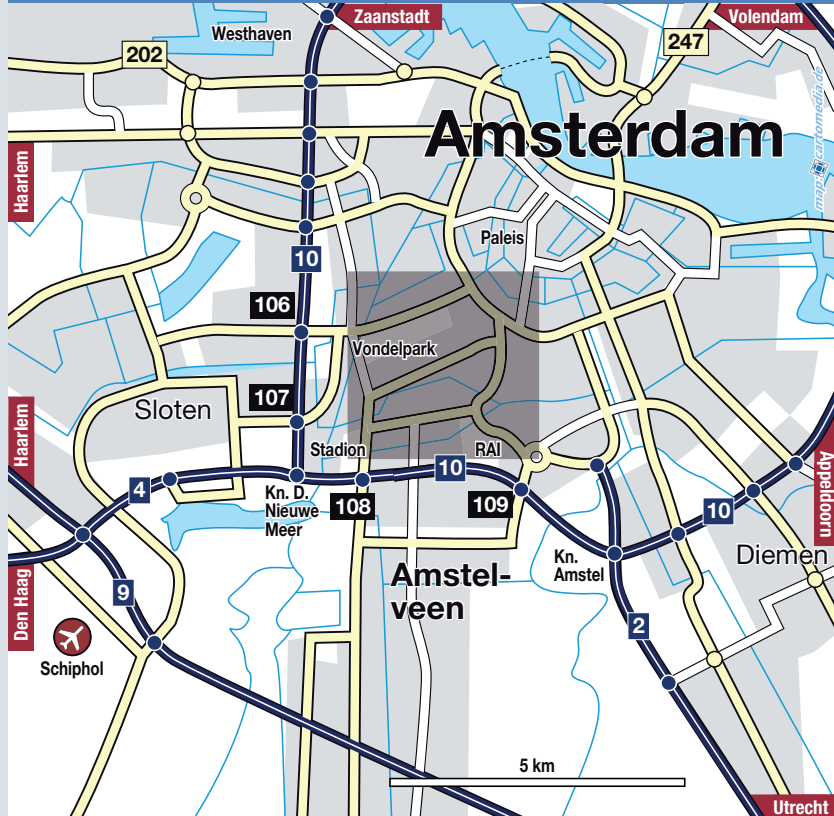 Zaanstadt
Volendam
Westhaven
202
247
Amsterdam
map cartomedia.de
Haarlem
Paleis
10
106
Vondelpark
107
Haarlem
Sloten
Stadion
RAI
10
4
Kn. D.
Nieuwe
Meer
108
109
10
Appeldoorn
Kn.
Amstel
Diemen
Amstel-
veen
Den Haag
9
2
Schiphol
5 km
Utrecht